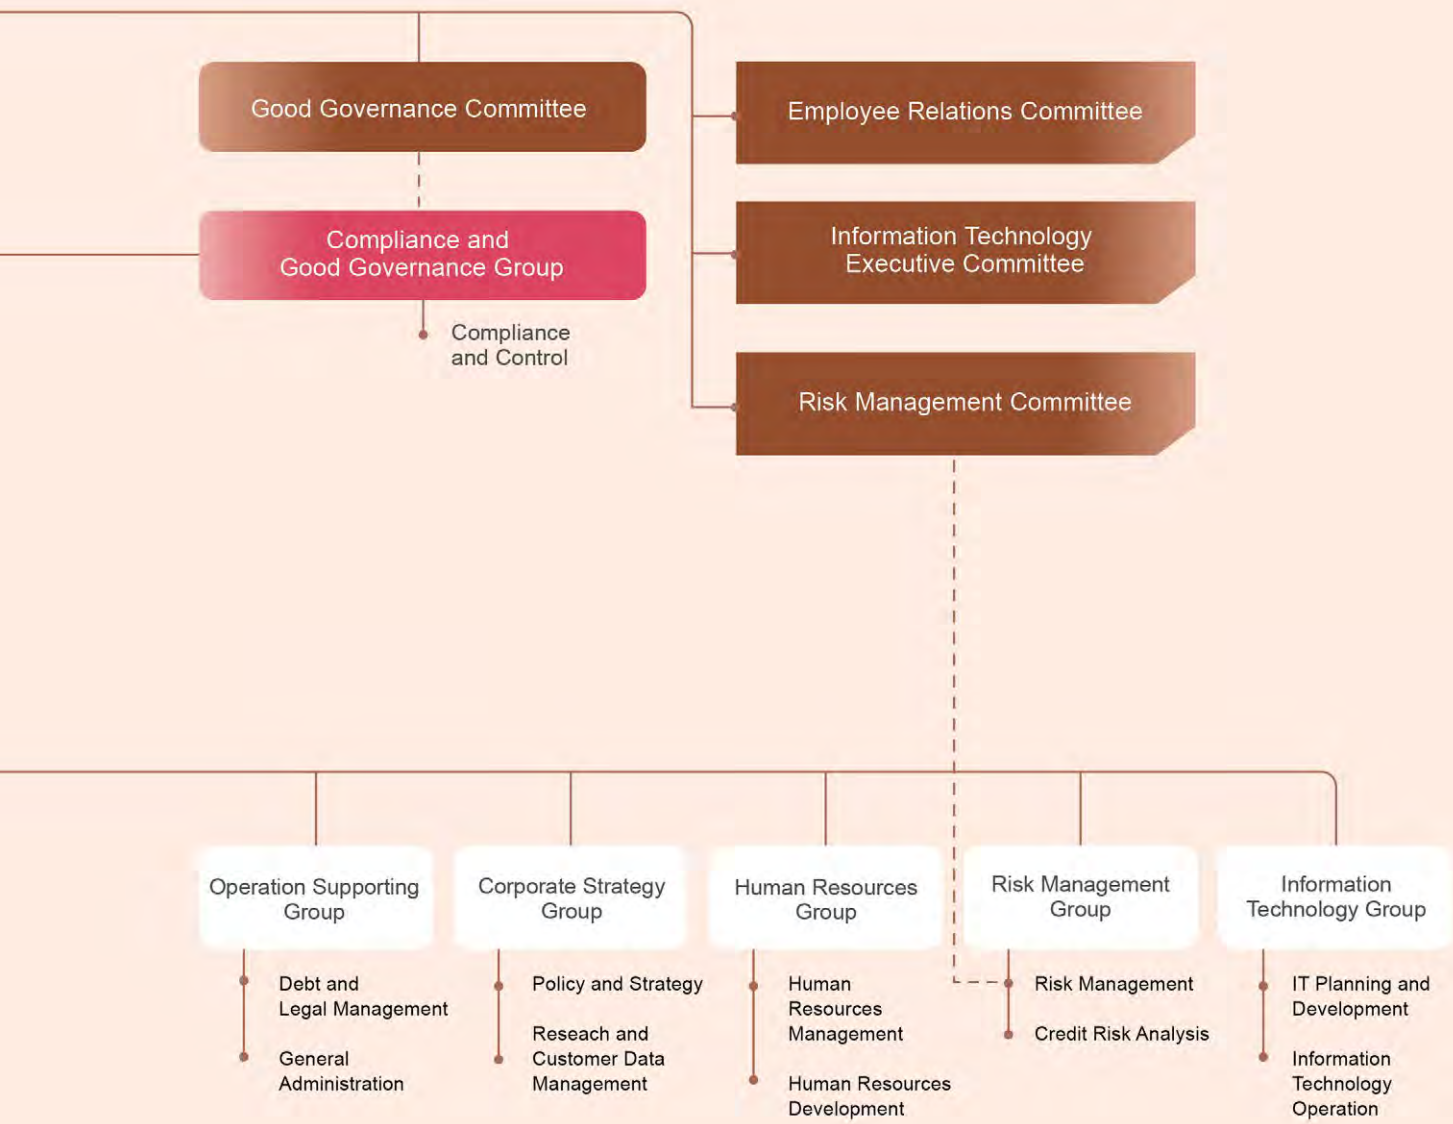 Good Governance Committee
Employee Relations Committee
Compliance and
Good Governance Group
Information Technology
Executive Committee
Compliance
and Control
Risk Management Committee
Operation Supporting
Group
Debt and
Legal Management
General
Administration
Corporate Strategy
Group
Policy and Strategy
Reseach and
Customer Data
Management
Human Resources
Group
Human
Resources
Management
Human Resources
Development
Risk Management
Group
Risk Management
Credit Risk Analysis
Information
Technology Group
IT Planning and
Development
Information
Technology
Operation